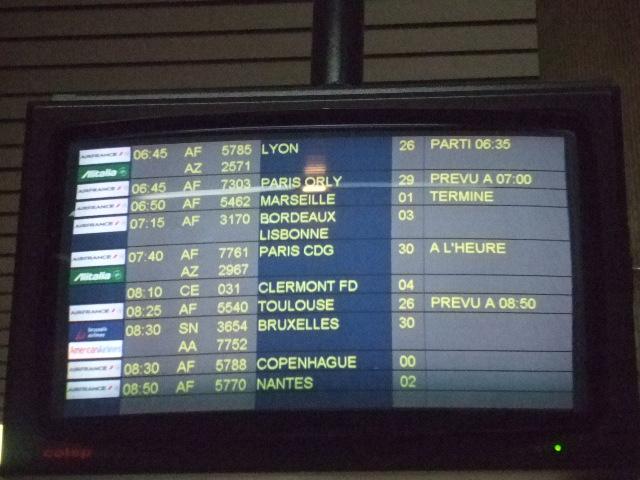 AIRFRANCE 06:45 AF 5785 LYON 26 PARTI 06:35
Alitalia AZ 2571
AIRFRANCE 06:45 AF 7303 PARIS ORLY 29 PREVU A 07:00
AIRFRANCE 06:50 AF 5462 MARSEILLE 01 TERMINE
AIRFRANCE 07:15 AF 3170 BORDEAUX 03
LISBONNE
AIRFRANCE 07:40 AF 7761 PARIS CDG 30 A L'HEURE
Alitalia AZ 2967
08:10 CE 031 CLERMONT FD 04
AIRFRANCE 08:25 AF 5540 TOULOUSE 26 PREVU A 08:50
brussels airlines 08:30 SN 3654 BRUXELLES 30
AmericanAirlines AA 7752
AIRFRANCE 08:30 AF 5788 COPENHAGUE 00
AIRFRANCE 08:50 AF 5770 NANTES 02